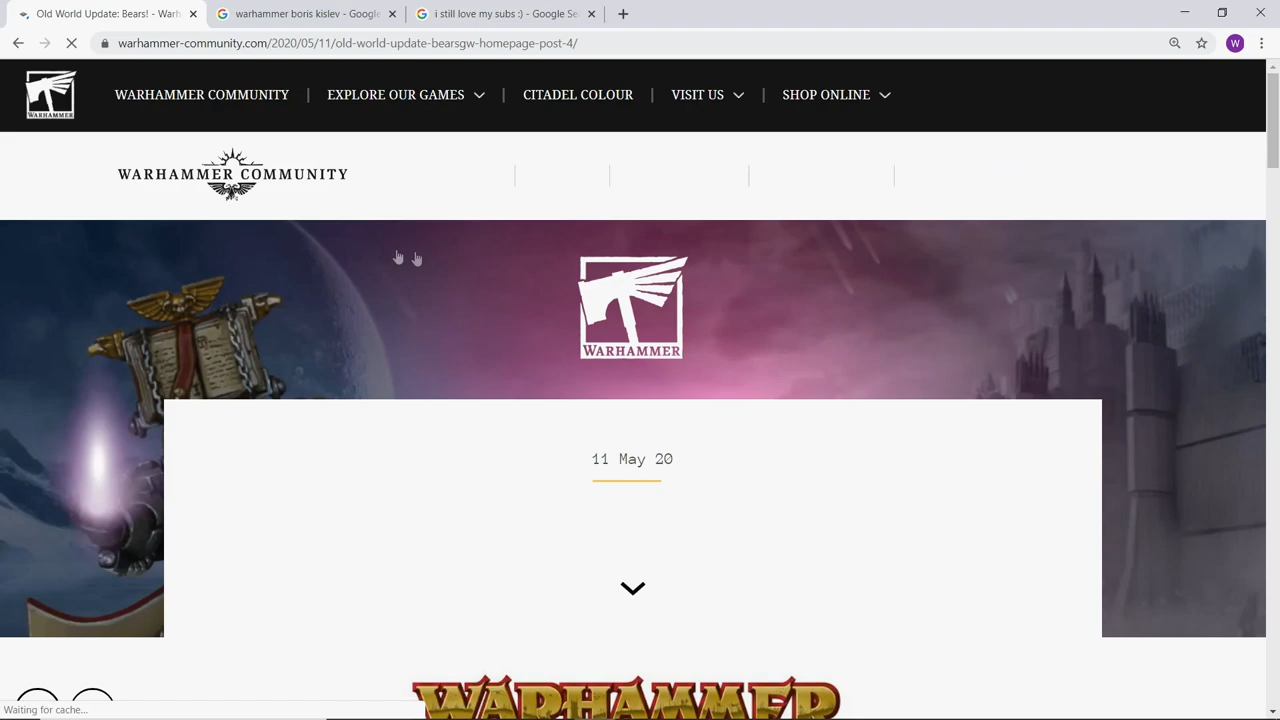 Old World Update: Bears! - Warh
warhammer boris kislev - Google
i still love my subs :) - Google Se
warhammer-community.com/2020/05/11/old-world-update-bearsgw-homepage-post-4/
W
WARHAMMER
WARHAMMER COMMUNITY
EXPLORE OUR GAMES
CITADEL COLOUR
VISIT US
SHOP ONLINE
WARHAMMER COMMUNITY
WARHAMMER
11 May 20
WARHAMMER
Waiting for cache...